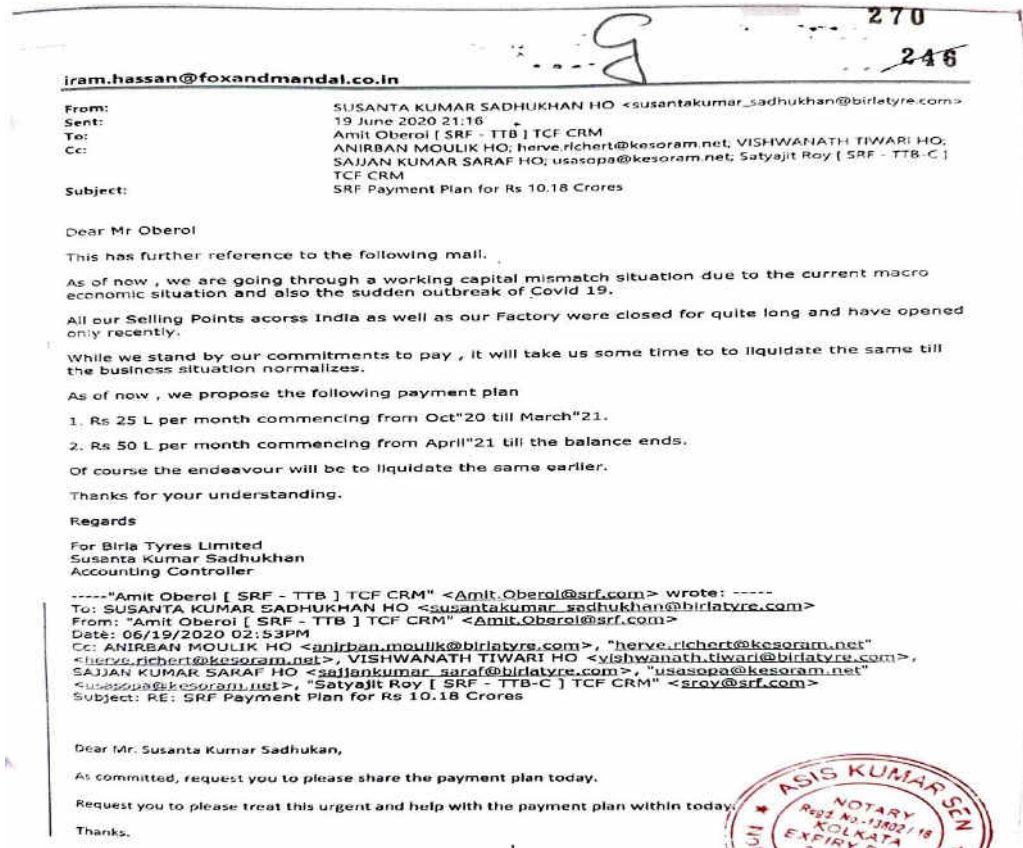 270
246
G
iram.hassan@foxandmandal.co.in
From: SUSANTA KUMAR SADHUKHAN HO <susantakumar_sadhukhan@birlatyre.com>
Sent: 19 June 2020 21:16
To: Amit Oberoi [ SRF - TTB ] TCF CRM
Cc: ANIRBAN MOULIK HO; herve.richert@kesoram.net; VISHWANATH TIWARI HO;
SAJJAN KUMAR SARAF HO; usasopa@kesoram.net; Satyajit Roy [ SRF - TTB-C ]
TCF CRM
Subject: SRF Payment Plan for Rs 10.18 Crores
Dear Mr Oberoi
This has further reference to the following mail.
As of now , we are going through a working capital mismatch situation due to the current macro
economic situation and also the sudden outbreak of Covid 19.
All our Selling Points acorss India as well as our Factory were closed for quite long and have opened
only recently.
While we stand by our commitments to pay , it will take us some time to to liquidate the same till
the business situation normalizes.
As of now , we propose the following payment plan
1. Rs 25 L per month commencing from Oct"20 till March"21.
2. Rs 50 L per month commencing from April"21 till the balance ends.
Of course the endeavour will be to liquidate the same earlier.
Thanks for your understanding.
Regards
For Birla Tyres Limited
Susanta Kumar Sadhukhan
Accounting Controller
-----"Amit Oberoi [ SRF - TTB ] TCF CRM" <Amit.Oberoi@srf.com> wrote: -----
To: SUSANTA KUMAR SADHUKHAN HO <susantakumar_sadhukhan@birlatyre.com>
From: "Amit Oberoi [ SRF - TTB ] TCF CRM" <Amit.Oberoi@srf.com>
Date: 06/19/2020 02:53PM
Cc: ANIRBAN MOULIK HO <anirban.moulik@birlatyre.com>, "herve.richert@kesoram.net"
<herve.richert@kesoram.net>, VISHWANATH TIWARI HO <vishwanath.tiwari@birlatyre.com>,
SAJJAN KUMAR SARAF HO <sajjankumar_saraf@birlatyre.com>, "usasopa@kesoram.net"
<usasopa@kesoram.net>, "Satyajit Roy [ SRF - TTB-C ] TCF CRM" <sroy@srf.com>
Subject: RE: SRF Payment Plan for Rs 10.18 Crores
Dear Mr. Susanta Kumar Sadhukan,
As committed, request you to please share the payment plan today.
Request you to please treat this urgent and help with the payment plan within today.
Thanks.
ASIS KUMAR SEN
NOTARY
Regd. No.-13802/18
KOLKATA
EXPIRY